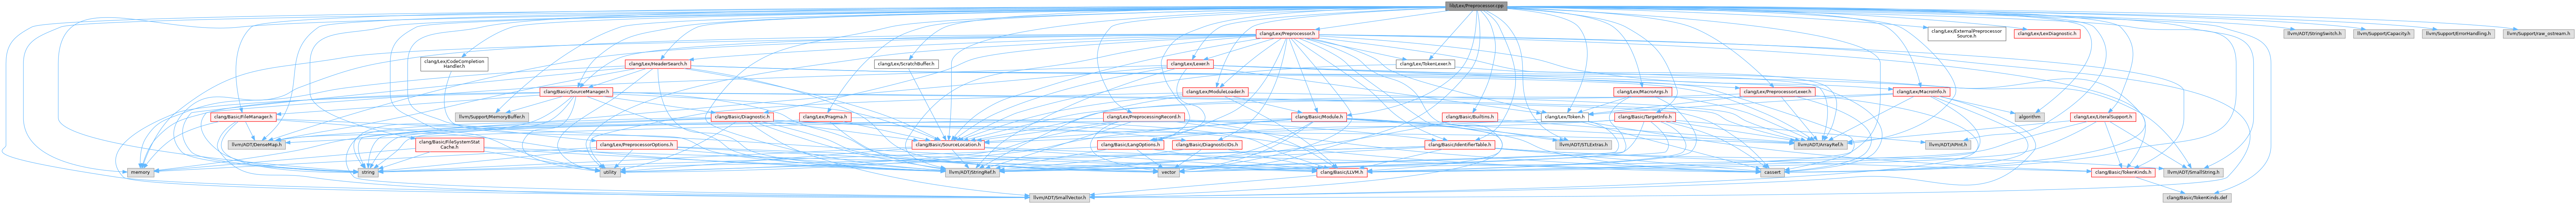 lib/Lex/Preprocessor.cpp
clang/Lex/Preprocessor.h
clang/Lex/ExternalPreprocessor
Source.h
clang/Lex/LexDiagnostic.h
llvm/ADT/StringSwitch.h
llvm/Support/Capacity.h
llvm/Support/ErrorHandling.h
llvm/Support/raw_ostream.h
clang/Lex/CodeCompletion
Handler.h
clang/Lex/HeaderSearch.h
clang/Lex/ScratchBuffer.h
clang/Lex/Lexer.h
clang/Lex/TokenLexer.h
clang/Basic/SourceManager.h
clang/Lex/ModuleLoader.h
clang/Lex/MacroArgs.h
clang/Lex/PreprocessorLexer.h
clang/Lex/MacroInfo.h
clang/Basic/FileManager.h
llvm/Support/MemoryBuffer.h
clang/Basic/Diagnostic.h
clang/Lex/Pragma.h
clang/Lex/PreprocessingRecord.h
clang/Basic/Module.h
clang/Basic/Builtins.h
clang/Lex/Token.h
clang/Basic/TargetInfo.h
algorithm
clang/Lex/LiteralSupport.h
llvm/ADT/DenseMap.h
clang/Basic/FileSystemStat
Cache.h
clang/Lex/PreprocessorOptions.h
clang/Basic/SourceLocation.h
clang/Basic/LangOptions.h
clang/Basic/DiagnosticIDs.h
clang/Basic/IdentifierTable.h
llvm/ADT/STLExtras.h
llvm/ADT/ArrayRef.h
llvm/ADT/APInt.h
memory
string
utility
llvm/ADT/StringRef.h
vector
clang/Basic/LLVM.h
cassert
clang/Basic/TokenKinds.h
llvm/ADT/SmallString.h
llvm/ADT/SmallVector.h
clang/Basic/TokenKinds.def